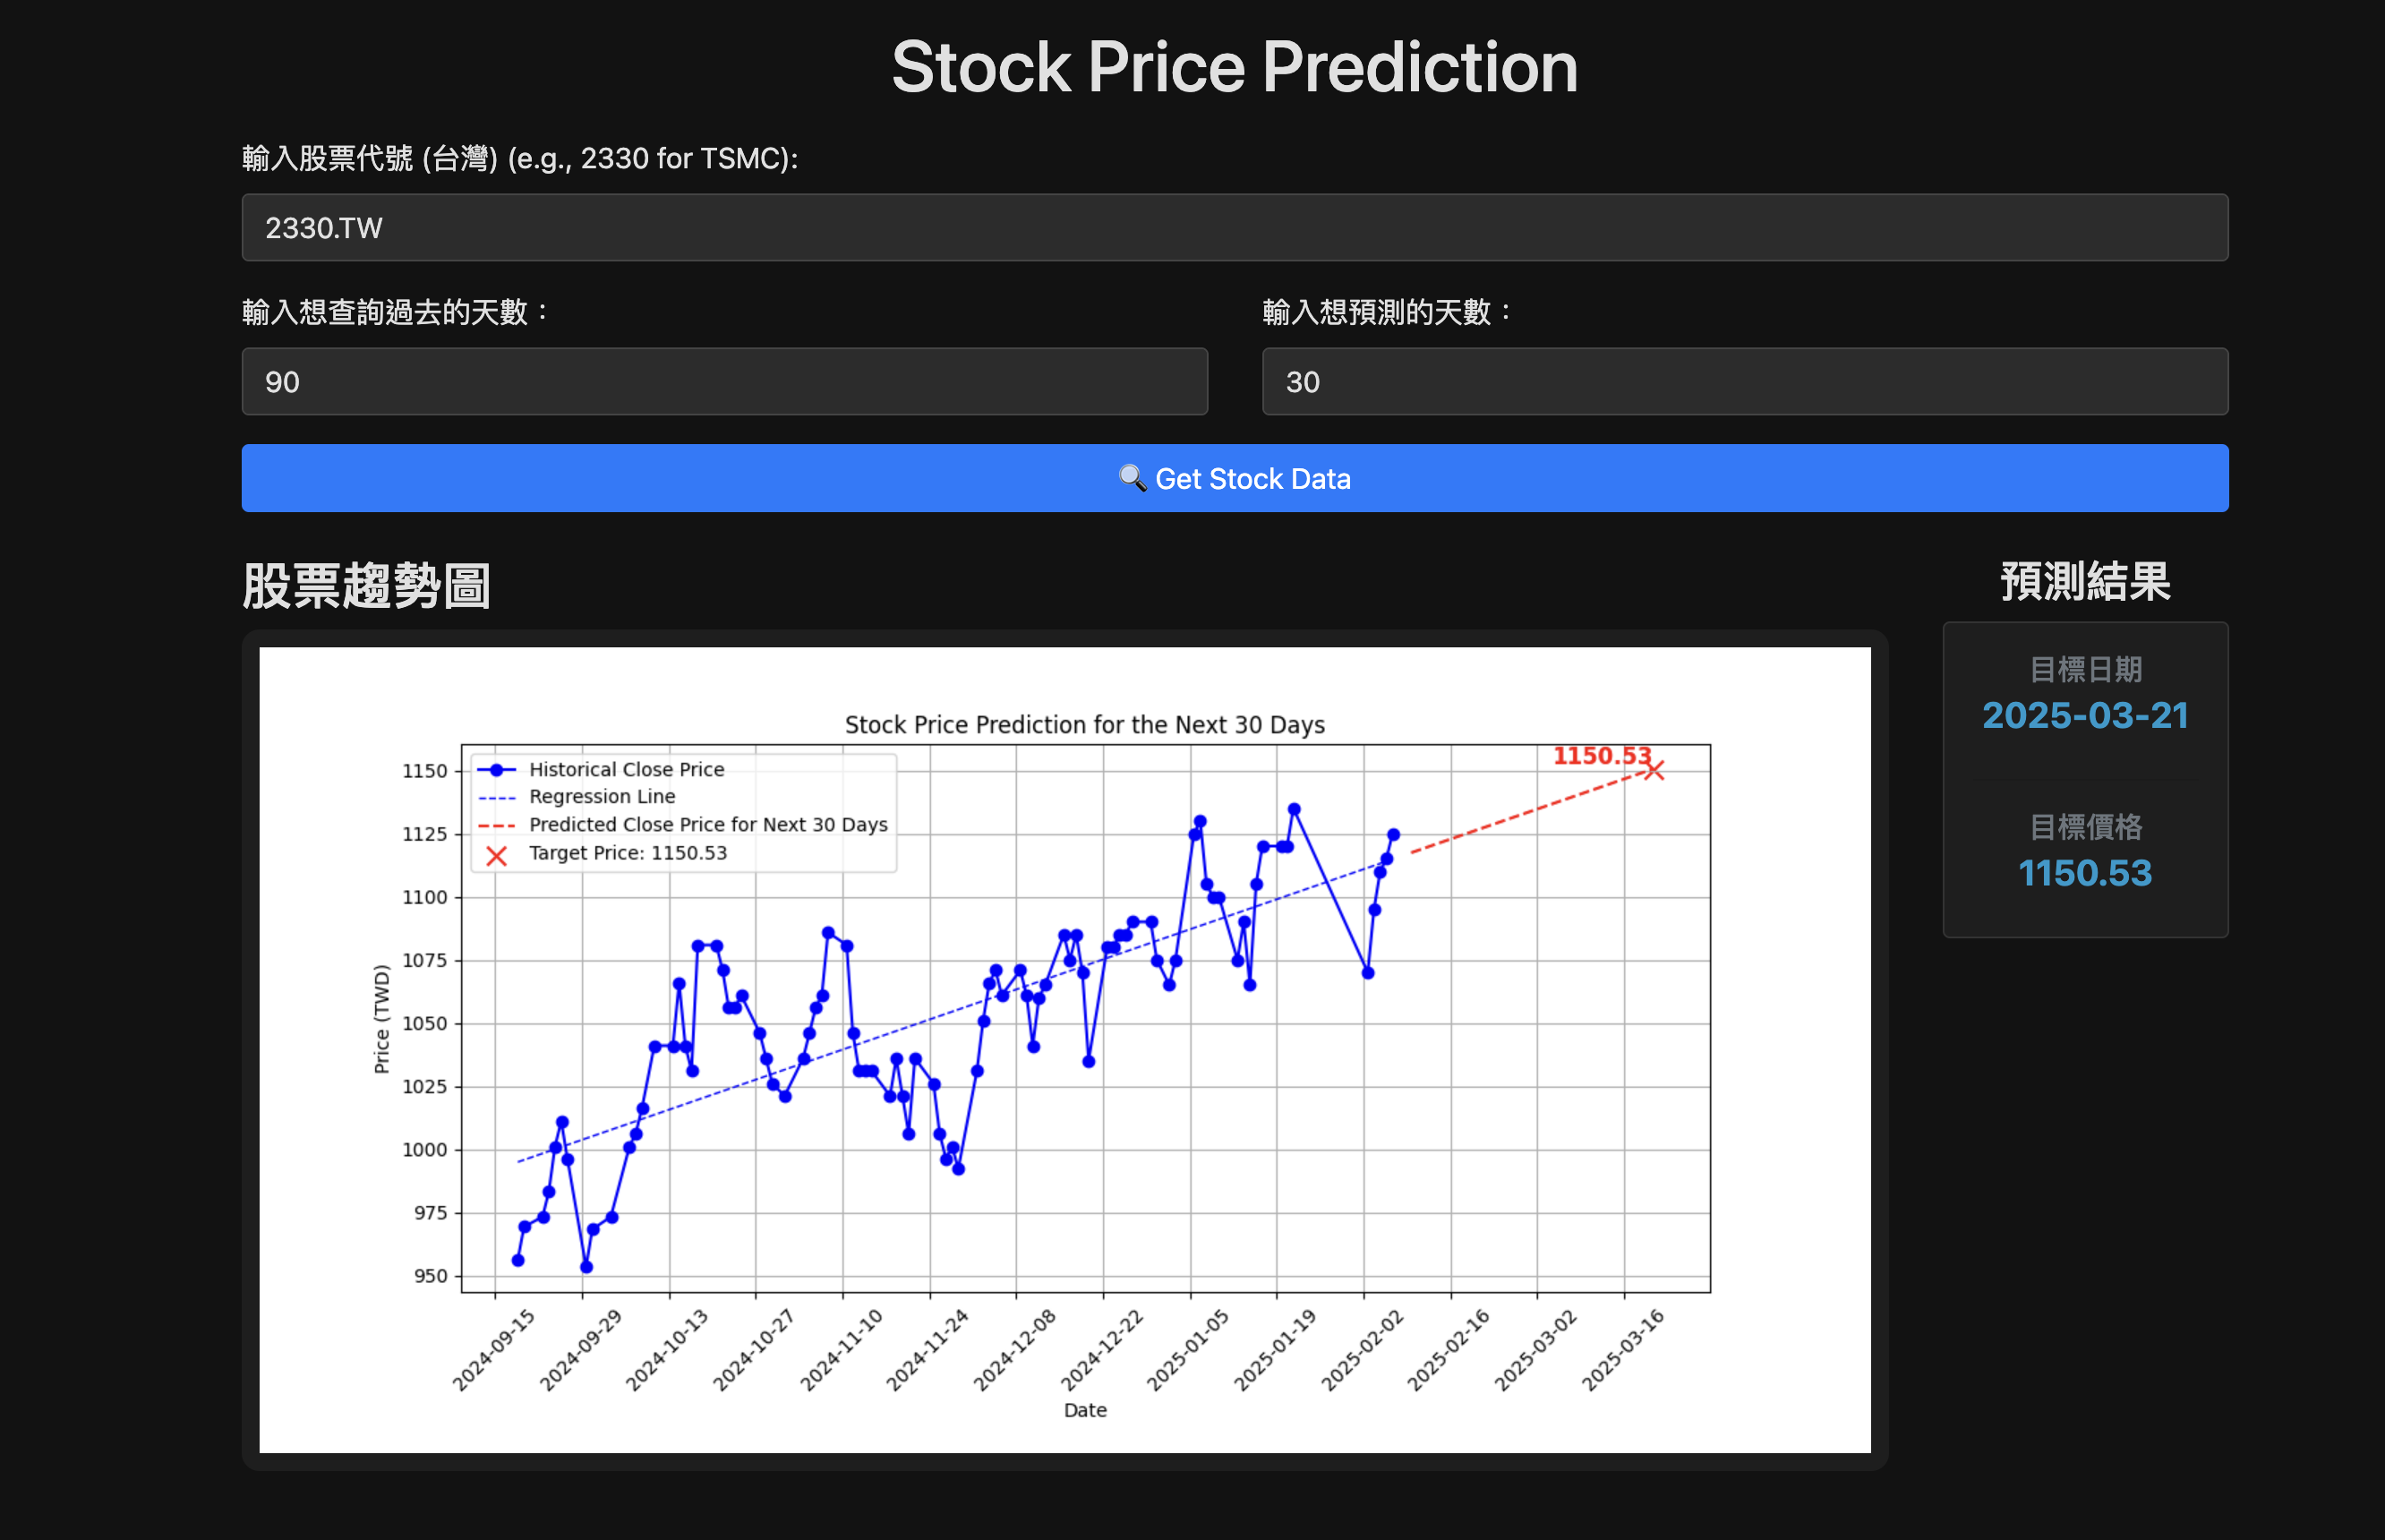 Stock Price Prediction
輸入股票代號 (台灣) (e.g., 2330 for TSMC):
2330.TW
輸入想查詢過去的天數：
輸入想預測的天數：
90
30
🔍 Get Stock Data
股票趨勢圖
預測結果
目標日期
2025-03-21
目標價格
1150.53
Stock Price Prediction for the Next 30 Days
1150.53
Historical Close Price
Regression Line
Predicted Close Price for Next 30 Days
Target Price: 1150.53
Price (TWD)
1150
1125
1100
1075
1050
1025
1000
975
950
2024-09-15
2024-09-29
2024-10-13
2024-10-27
2024-11-10
2024-11-24
2024-12-08
2024-12-22
2025-01-05
2025-01-19
2025-02-02
2025-02-16
2025-03-02
2025-03-16
Date